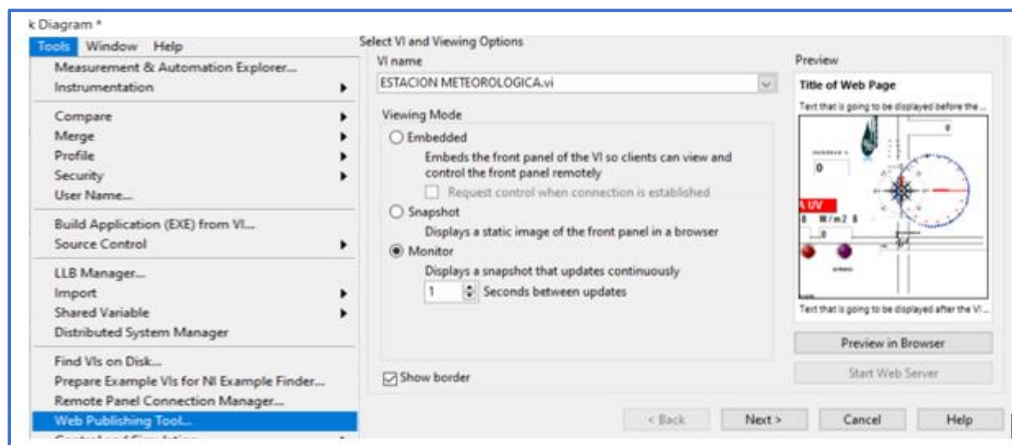 k Diagram *
Tools Window Help
Measurement & Automation Explorer...
Instrumentation
Compare
Merge
Profile
Security
User Name...
Build Application (EXE) from VI...
Source Control
LLB Manager...
Import
Shared Variable
Distributed System Manager
Find VIs on Disk...
Prepare Example VIs for NI Example Finder...
Remote Panel Connection Manager...
Web Publishing Tool...
Select VI and Viewing Options
VI name
ESTACION METEOROLOGICA.vi
Viewing Mode
Embedded
Embeds the front panel of the VI so clients can view and
control the front panel remotely
Request control when connection is established
Snapshot
Displays a static image of the front panel in a browser
Monitor
Displays a snapshot that updates continuously
1 Seconds between updates
Show border
Preview
Title of Web Page
Text that is going to be displayed before the ...
0
0
A UV
8 W/m2 8
0
Text that is going to be displayed after the VI...
Preview in Browser
Start Web Server
< Back Next > Cancel Help